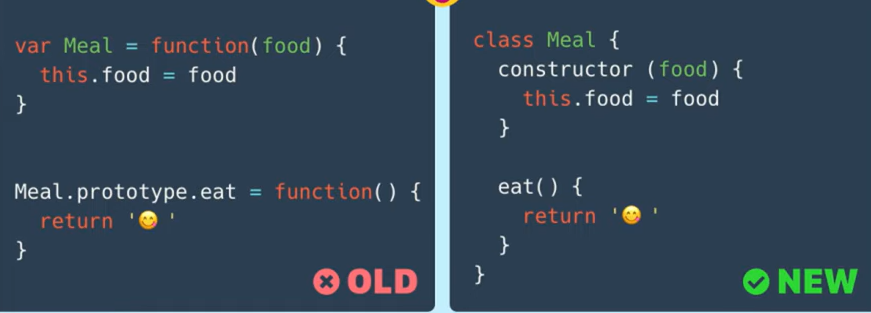 var Meal = function(food) {
  this.food = food
}
Meal.prototype.eat = function() {
  return '😋 '
}
OLD
class Meal {
  constructor (food) {
    this.food = food
  }
  eat() {
    return '😋 '
  }
}
NEW